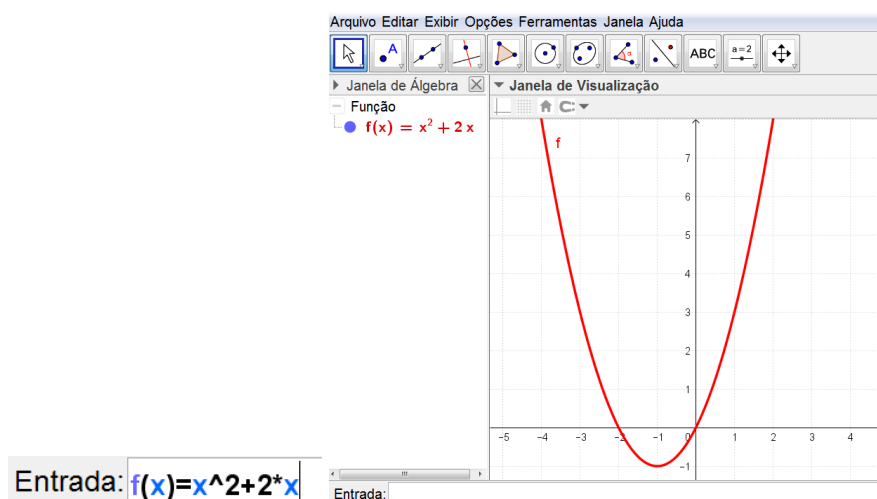 Arquivo Editar Exibir Opções Ferramentas Janela Ajuda
A ABC a=2
Janela de Álgebra
Janela de Visualização
Função
f(x) = x² + 2 x
f
7
6
5
4
3
2
1
-5 -4 -3 -2 -1 0 1 2 3 4
-1
Entrada:
Entrada: f(x)=x^2+2*x